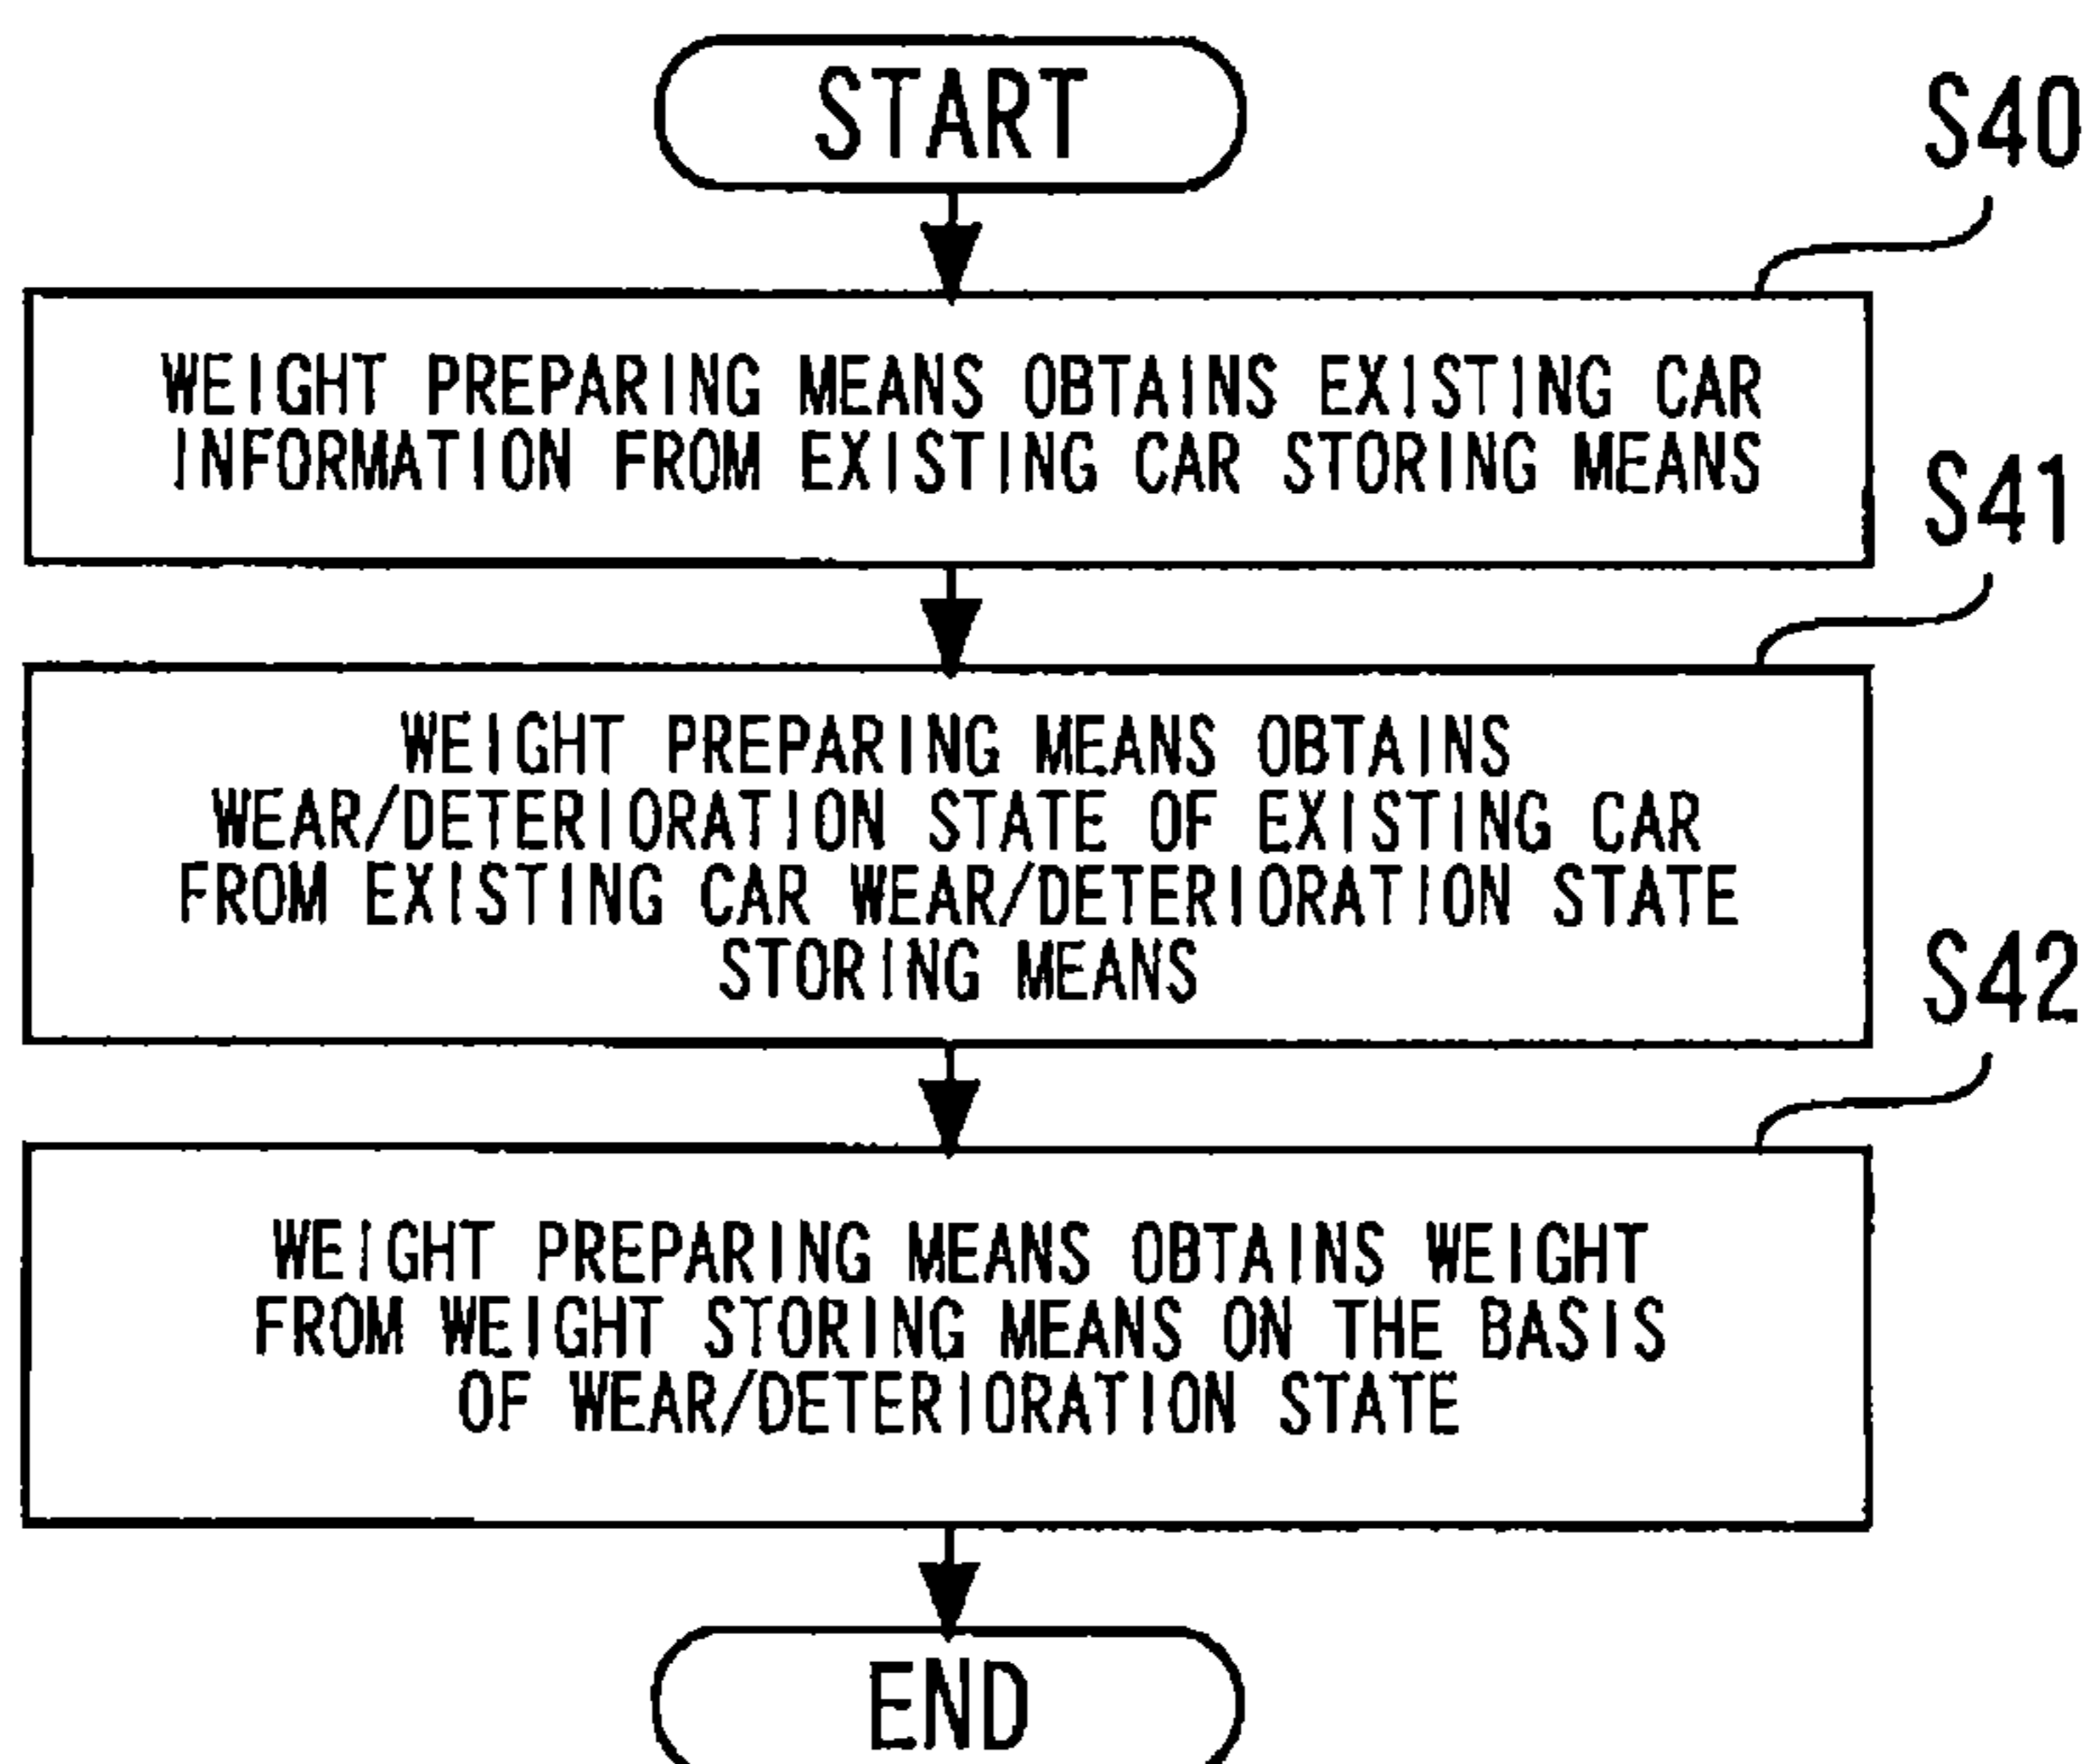 START
S40
WEIGHT PREPARING MEANS OBTAINS EXISTING CAR
INFORMATION FROM EXISTING CAR STORING MEANS
S41
WEIGHT PREPARING MEANS OBTAINS
WEAR/DETERIORATION STATE OF EXISTING CAR
FROM EXISTING CAR WEAR/DETERIORATION STATE
STORING MEANS
S42
WEIGHT PREPARING MEANS OBTAINS WEIGHT
FROM WEIGHT STORING MEANS ON THE BASIS
OF WEAR/DETERIORATION STATE
END